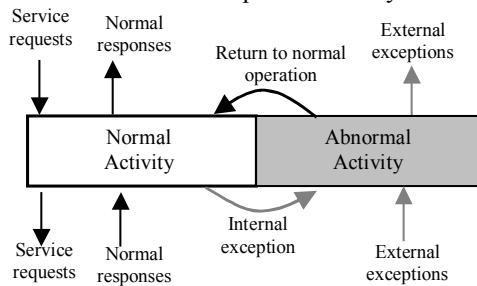 Service
requests
Normal
responses
Return to normal
operation
External
exceptions
Normal
Activity
Abnormal
Activity
Service
requests
Normal
responses
Internal
exception
External
exceptions